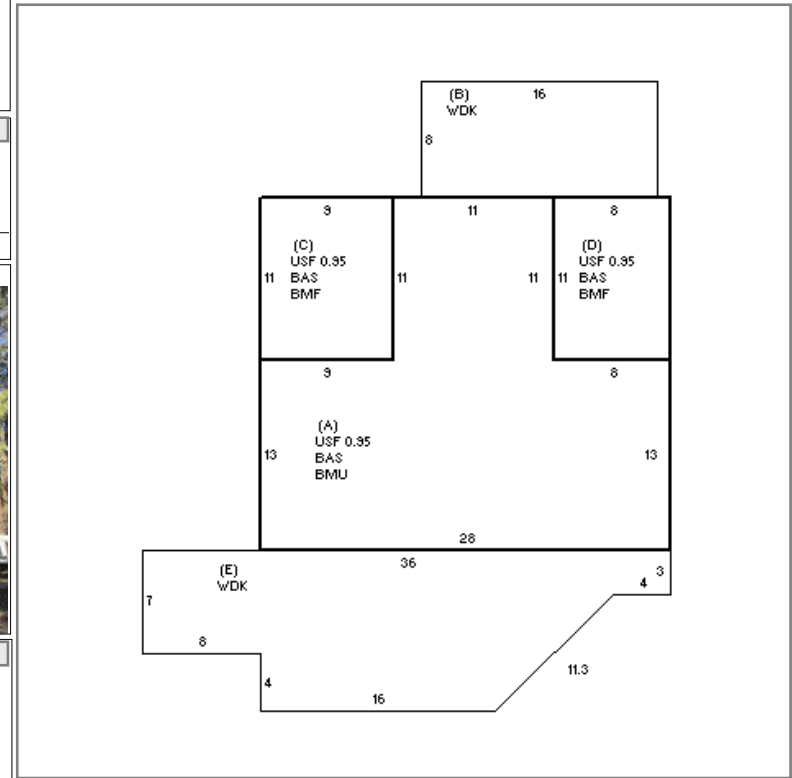 (B) 16
WDK
8
9 11 8
(C) (D)
USF 0.95 USF 0.95
11 BAS 11 11 11 BAS
BMF BMF
9 8
(A)
USF 0.95
13 BAS 13
BMU
28
(E) 36 3
WDK 4
7
8
4 11.3
16